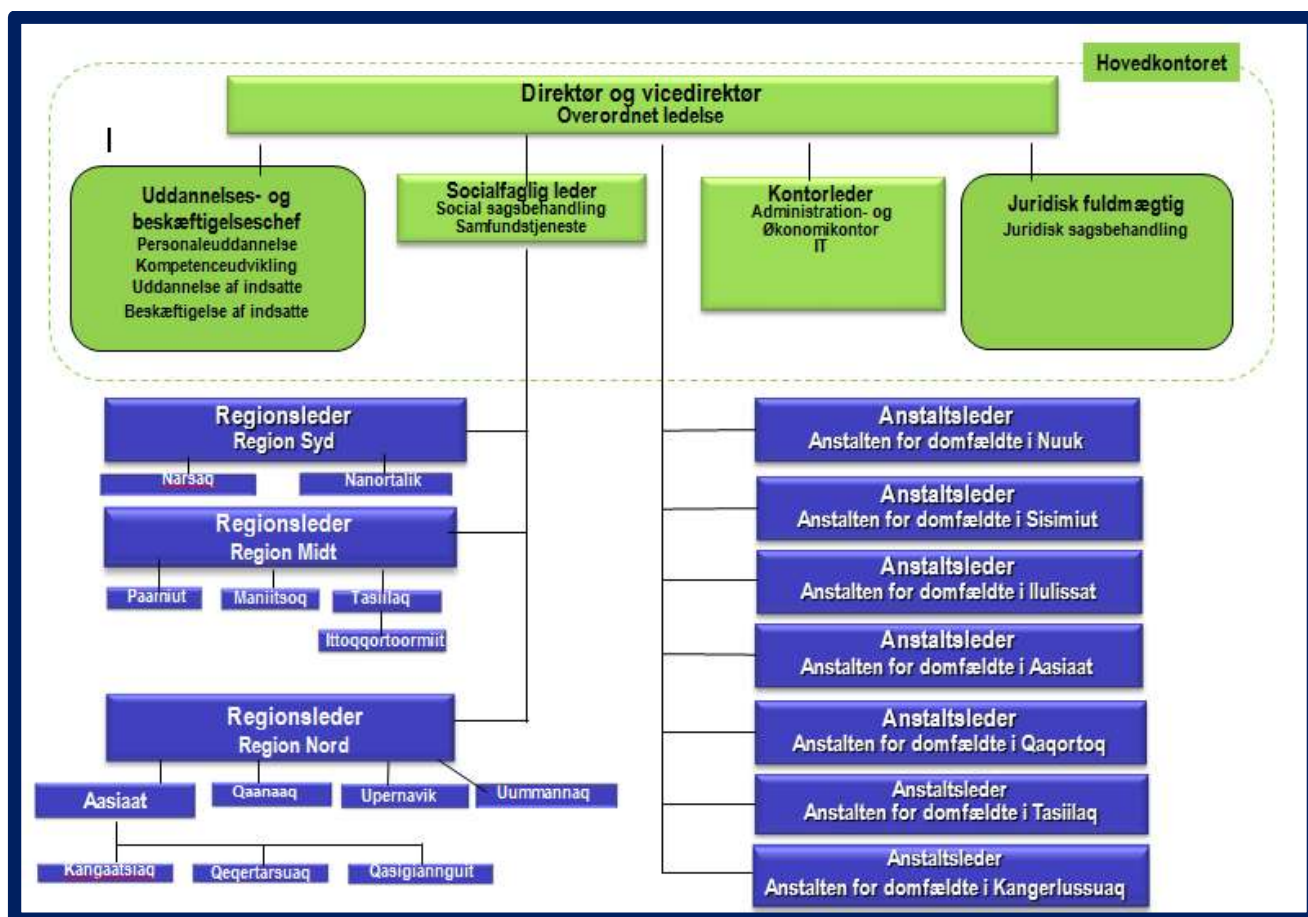 Hovedkontoret
Direktør og vicedirektør
Overordnet ledelse
Uddannelses- og
beskæftigelseschef
Personaleuddannelse
Kompetenceudvikling
Uddannelse af indsatte
Beskæftigelse af indsatte
Socialfaglig leder
Social sagsbehandling
Samfundstjeneste
Kontorleder
Administration- og
Økonomikontor
IT
Juridisk fuldmægtig
Juridisk sagsbehandling
Regionsleder
Region Syd
Narsaq
Nanortalik
Regionsleder
Region Midt
Paamiut
Maniitsoq
Tasiilaq
Ittoqqortoormiit
Regionsleder
Region Nord
Aasiaat
Qaanaaq
Upernavik
Uummannaq
Kangaatsiaq
Qeqertarsuaq
Qasigiannguit
Anstaltsleder
Anstalten for domfældte i Nuuk
Anstaltsleder
Anstalten for domfældte i Sisimiut
Anstaltsleder
Anstalten for domfældte i Ilulissat
Anstaltsleder
Anstalten for domfældte i Aasiaat
Anstaltsleder
Anstalten for domfældte i Qaqortoq
Anstaltsleder
Anstalten for domfældte i Tasiilaq
Anstaltsleder
Anstalten for domfældte i Kangerlussuaq